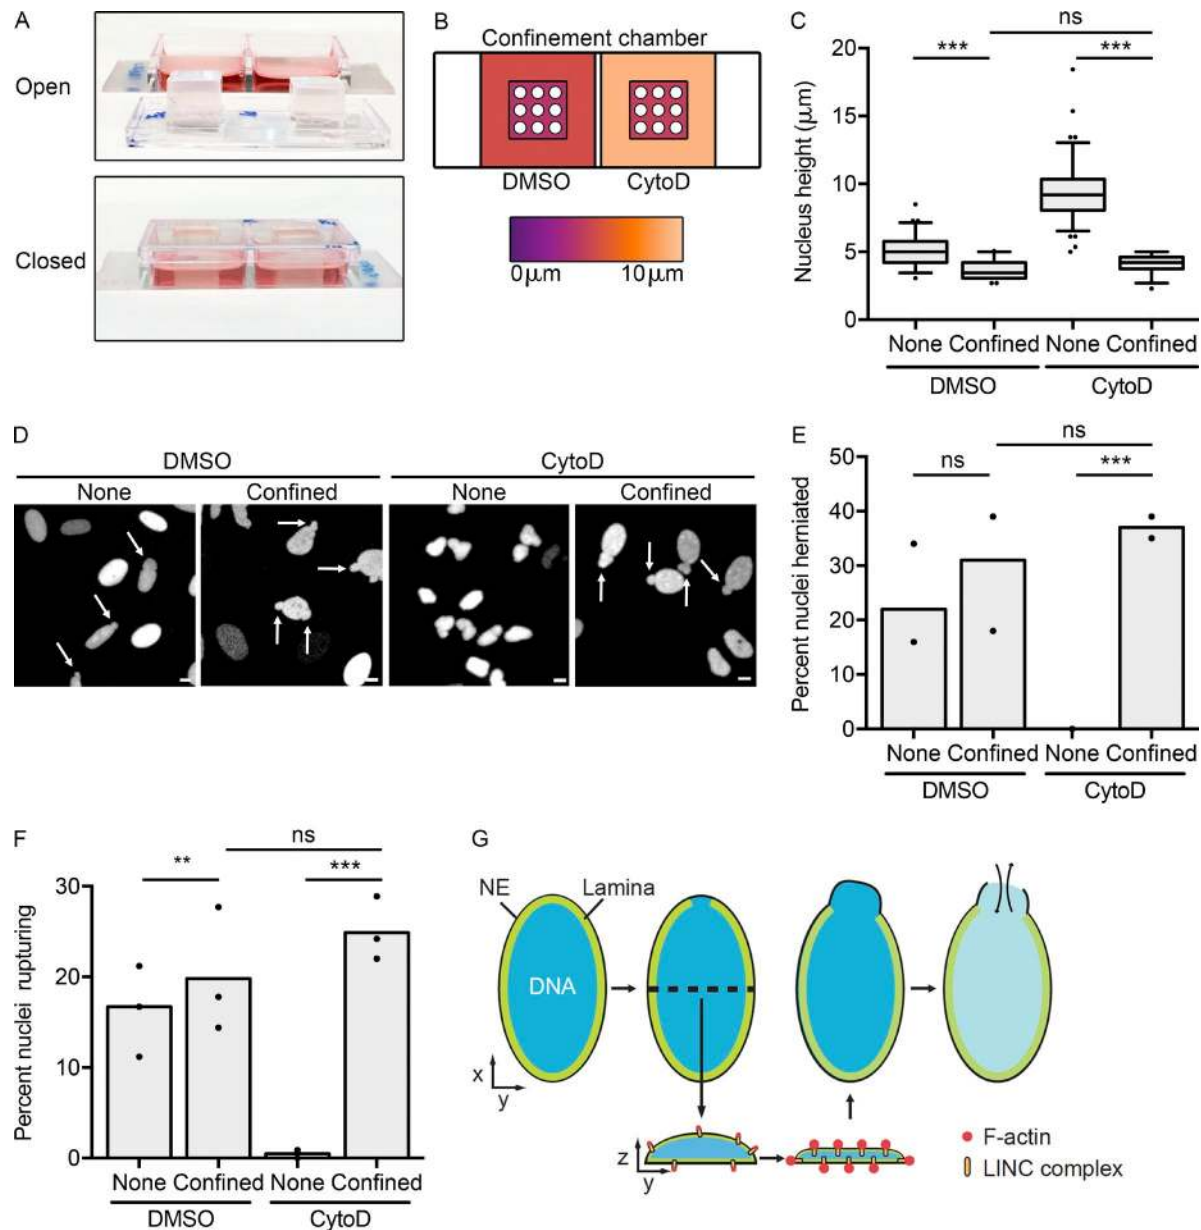 A
Open
Closed
B
Confinement chamber
DMSO CytoD
0μm 10μm
C
ns
*** ***
Nucleus height (μm)
20
15
10
5
0
None Confined None Confined
DMSO CytoD
D
DMSO CytoD
None Confined None Confined
E
ns
ns ***
Percent nuclei herniated
50
40
30
20
10
0
None Confined None Confined
DMSO CytoD
F
ns
** ***
Percent nuclei rupturing
30
20
10
0
None Confined None Confined
DMSO CytoD
G
NE Lamina
DNA
x
y
z
y
F-actin
LINC complex